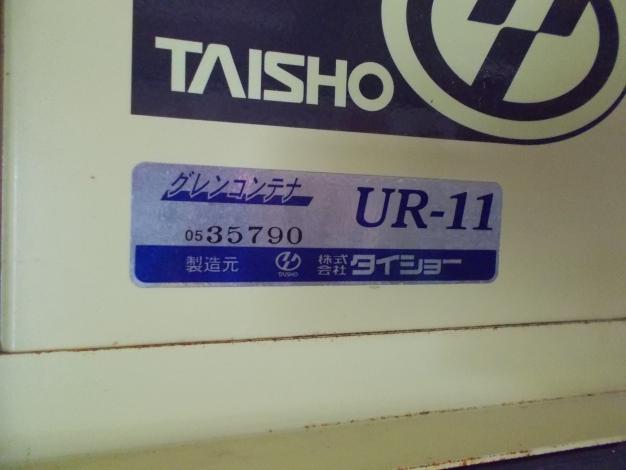 TAISHO
グレンコンテナ
UR-11
0535790
製造元 TAISHO 株式会社 タイショー